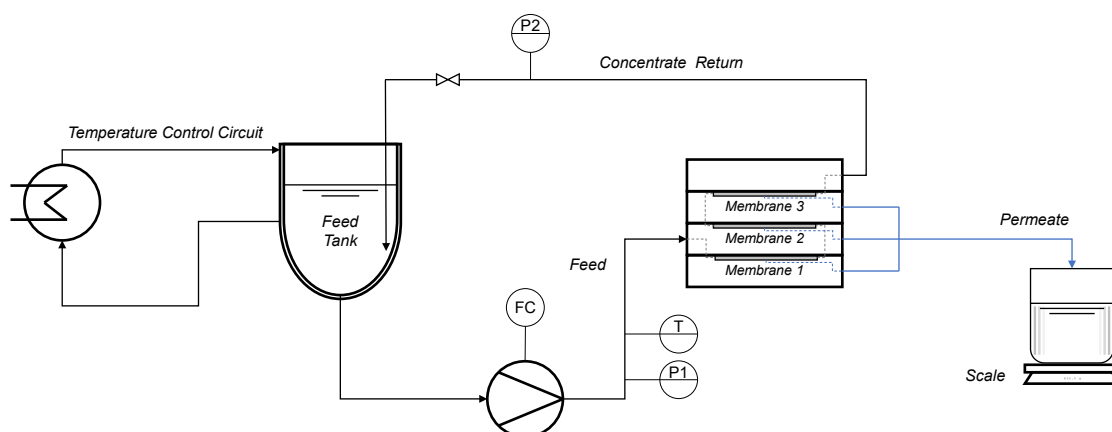 P2
Concentrate Return
Temperature Control Circuit
Feed
Tank
Membrane 3
Membrane 2
Membrane 1
Permeate
Feed
FC
T
P1
Scale